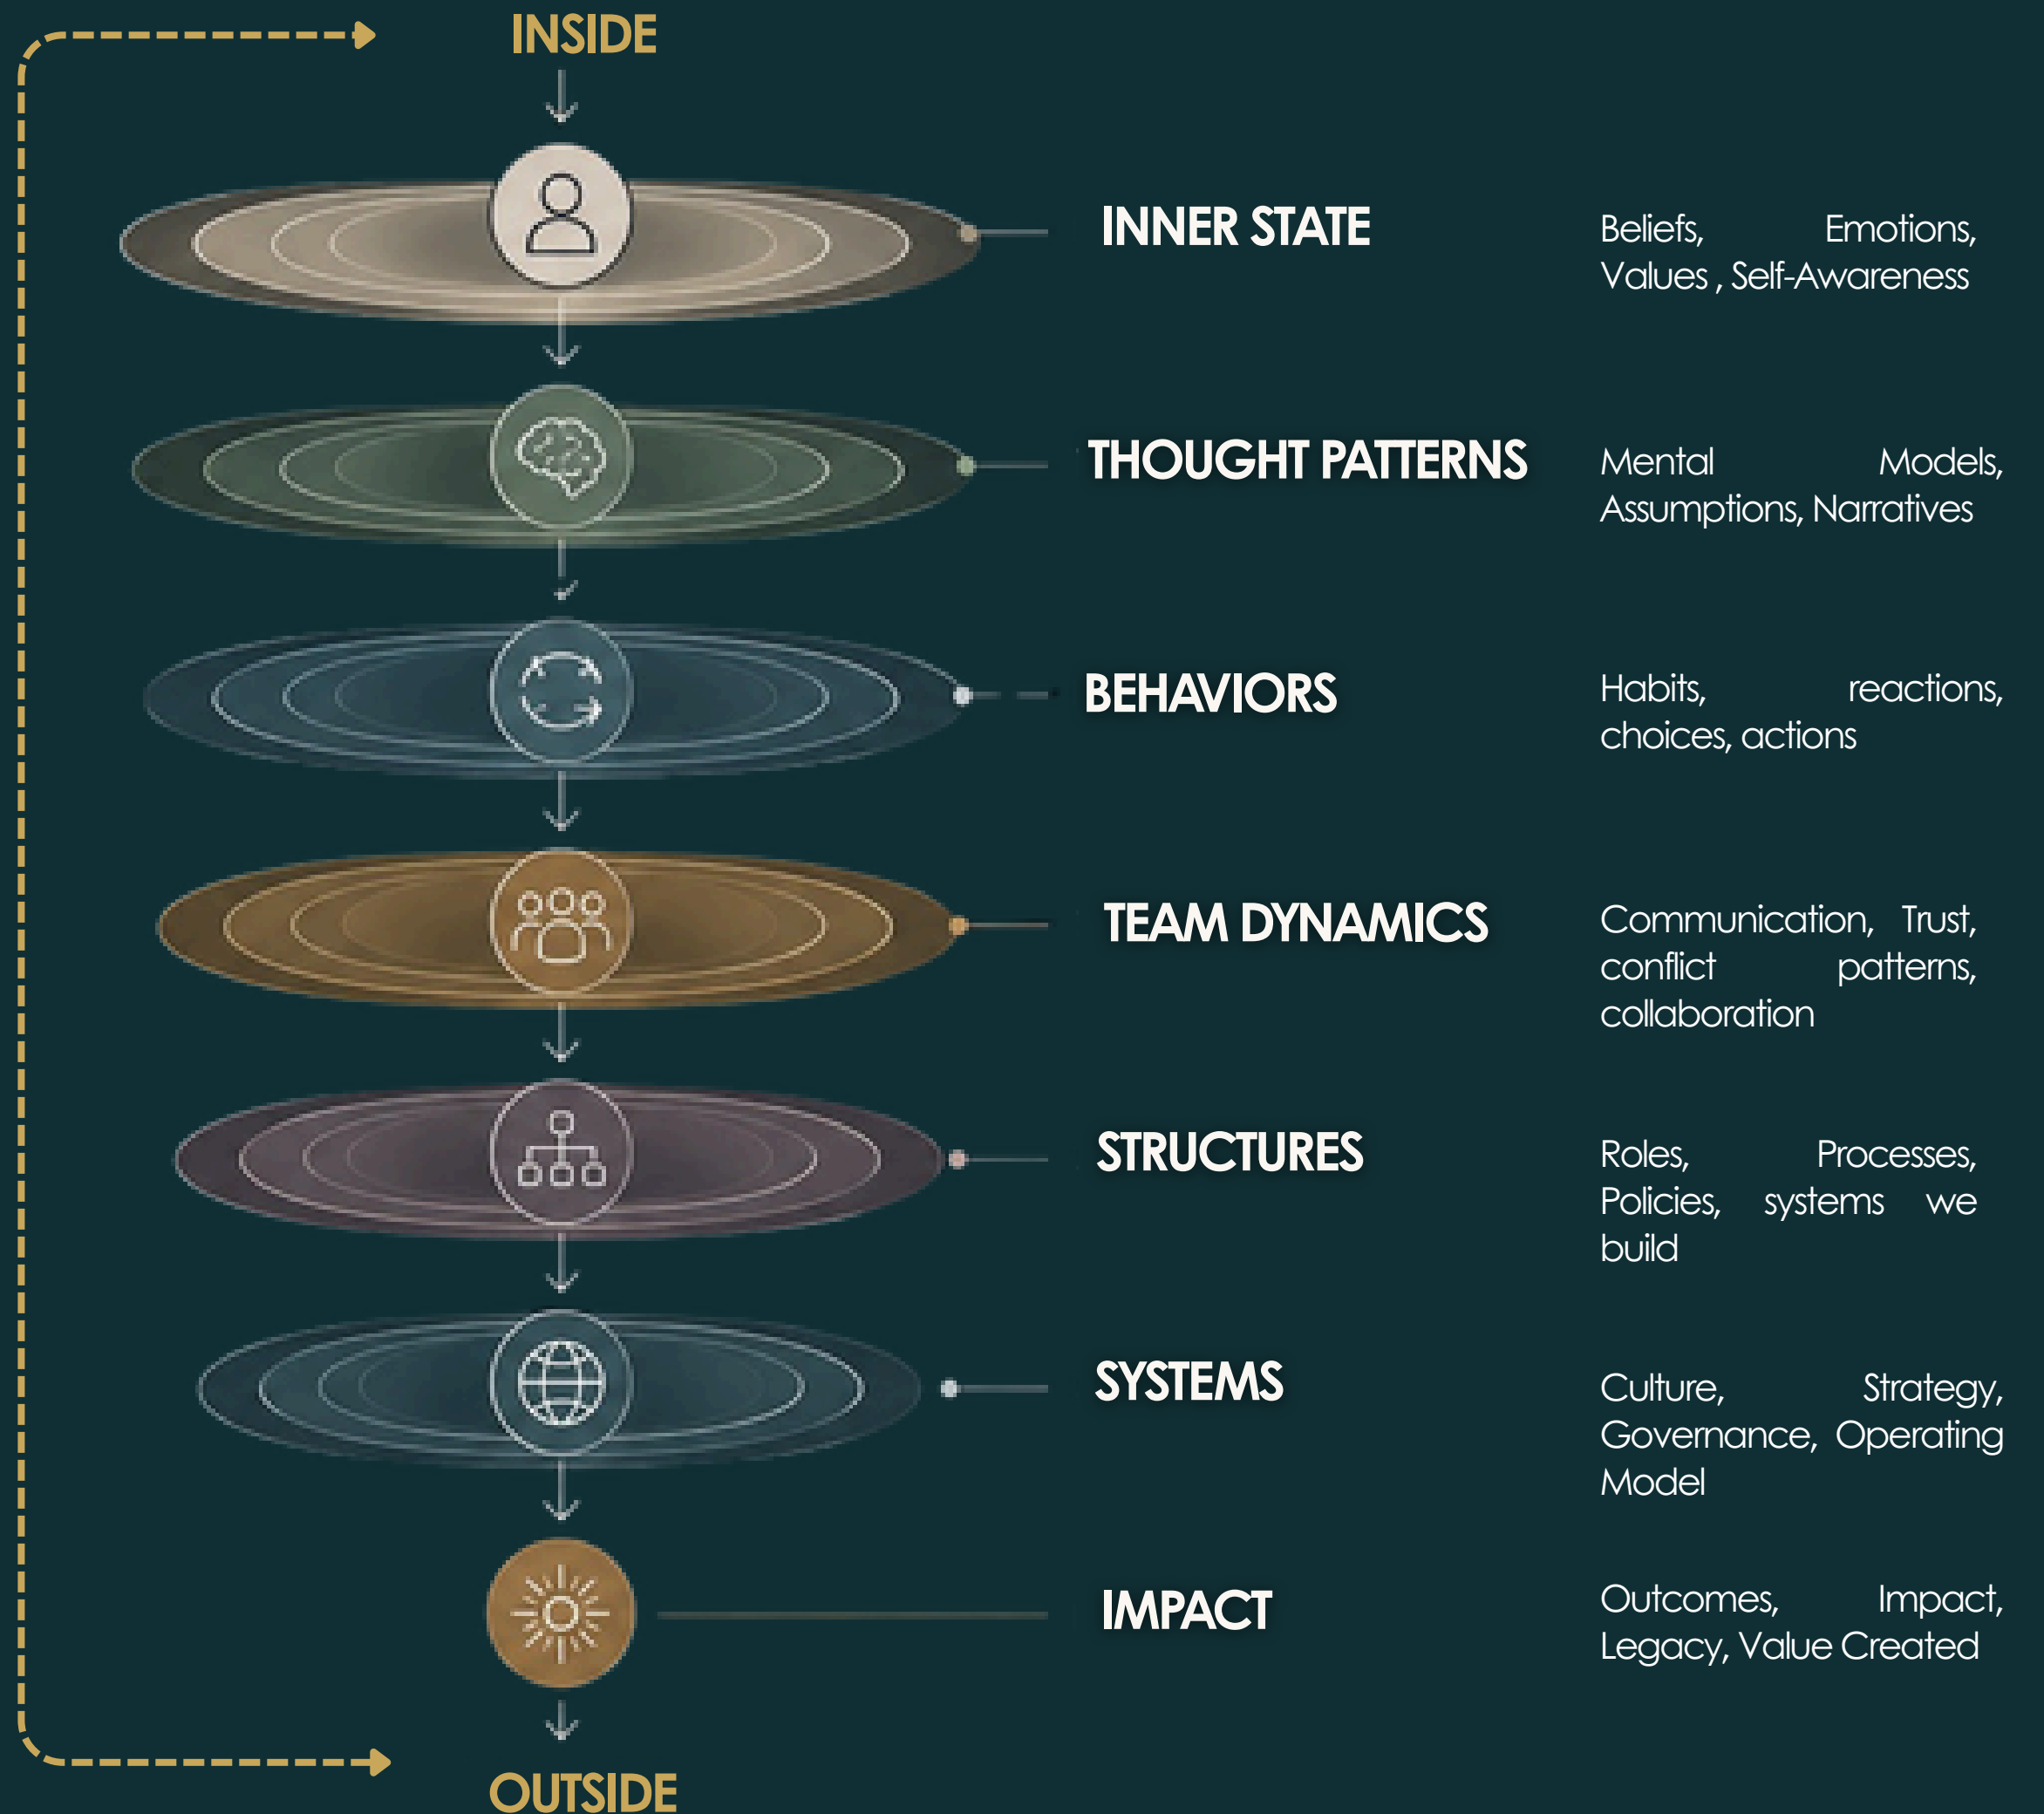 INSIDE
INNER STATE
Beliefs, Emotions,
Values , Self-Awareness
THOUGHT PATTERNS
Mental Models,
Assumptions, Narratives
BEHAVIORS
Habits, reactions,
choices, actions
TEAM DYNAMICS
Communication, Trust,
conflict patterns,
collaboration
STRUCTURES
Roles, Processes,
Policies, systems we
build
SYSTEMS
Culture, Strategy,
Governance, Operating
Model
IMPACT
Outcomes, Impact,
Legacy, Value Created
OUTSIDE